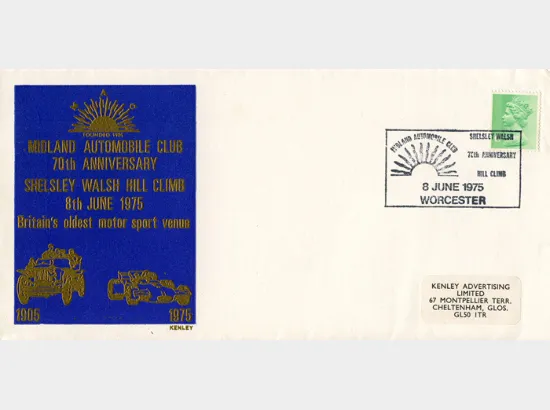 M A C
FOUNDED 1901
MIDLAND AUTOMOBILE CLUB
70th ANNIVERSARY
SHELSLEY WALSH HILL CLIMB
8th JUNE 1975
Britain's oldest motor sport venue
1905 1975
KENLEY
MIDLAND AUTOMOBILE CLUB
SHELSLEY WALSH
70th ANNIVERSARY
HILL CLIMB
8 JUNE 1975
WORCESTER
KENLEY ADVERTISING
LIMITED
67 MONTPELLIER TERR.
CHELTENHAM, GLOS.
GL50 1TR